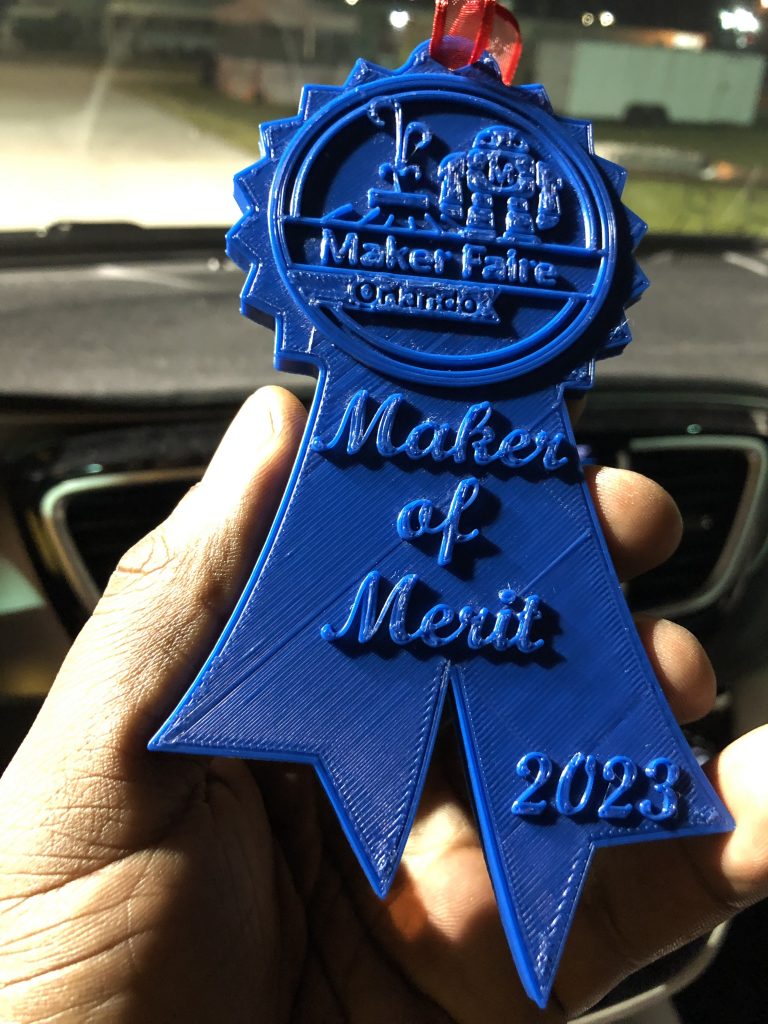 M
Maker Faire
Orlando
Maker
of
Merit
2023